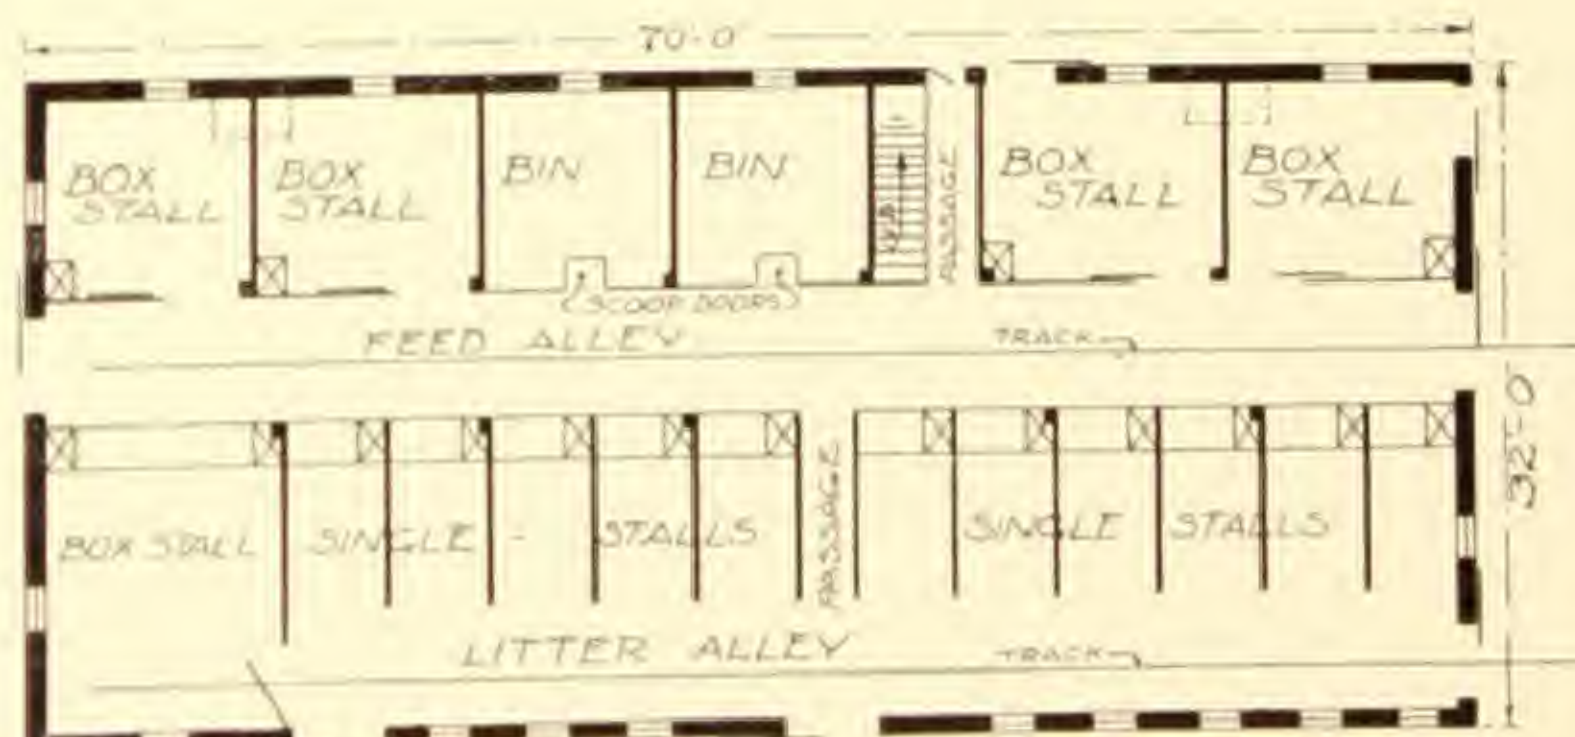 70-0
BOX
STALL
BOX
STALL
BIN
BIN
UP
PASSAGE
BOX
STALL
BOX
STALL
(SCOOP DOORS)
FEED ALLEY
TRACK
32'-0
BOX STALL
SINGLE - STALLS
PASSAGE
SINGLE STALLS
LITTER ALLEY
TRACK